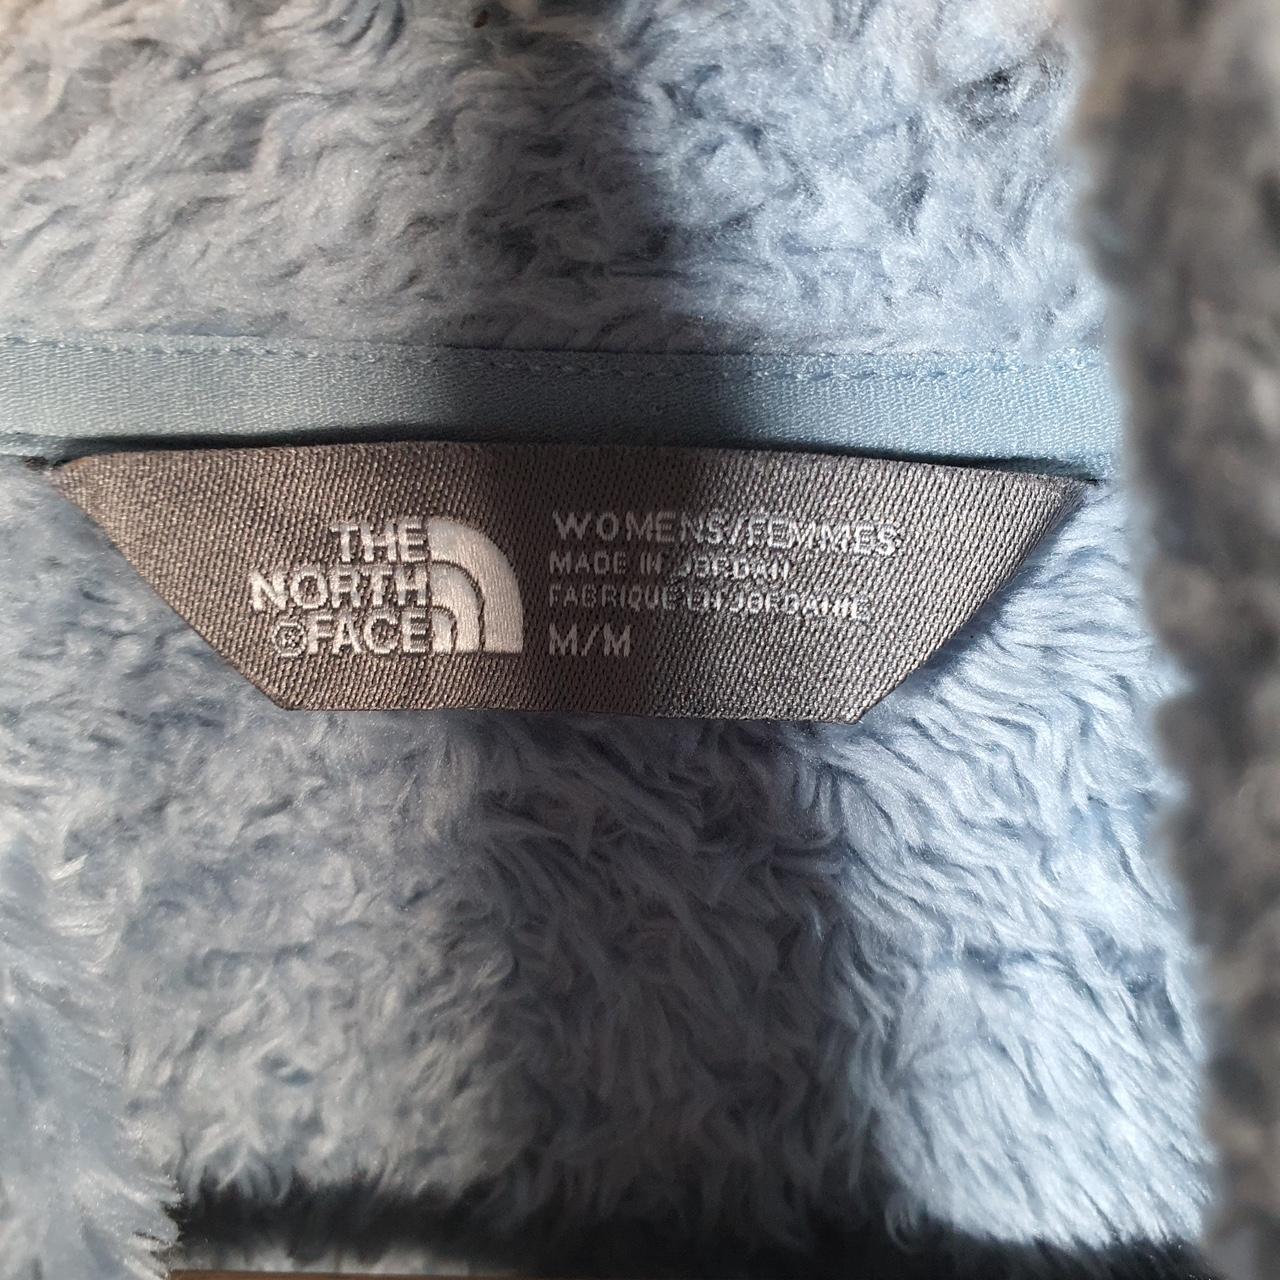 THE
NORTH
®FACE
WOMENS/FEMMES
MADE IN JORDAN
FABRIQUE EN JORDANIE
M/M